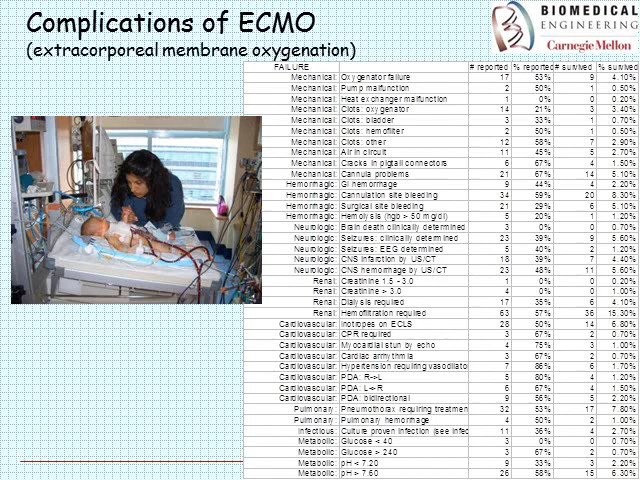 Complications of ECMO
(extracorporeal membrane oxygenation)
BIOMEDICAL
ENGINEERING
Carnegie Mellon
FAILURE # reported % reported # survived % survived
Mechanical: Oxygenator failure 17 53% 9 4.10%
Mechanical: Pump malfunction 2 50% 1 0.50%
Mechanical: Heat exchanger malfunction 1 0% 0 0.20%
Mechanical: Clots: oxygenator 14 21% 3 3.40%
Mechanical: Clots: bladder 3 33% 1 0.70%
Mechanical: Clots: hemofilter 2 50% 1 0.50%
Mechanical: Clots: other 12 58% 7 2.90%
Mechanical: Air in circuit 11 45% 5 2.70%
Mechanical: Cracks in pigtail connectors 6 67% 4 1.50%
Mechanical: Cannula problems 21 67% 14 5.10%
Hemorrhagic: GI hemorrhage 9 44% 4 2.20%
Hemorrhagic: Cannulation site bleeding 34 59% 20 8.30%
Hemorrhagic: Surgical site bleeding 21 29% 6 5.10%
Hemorrhagic: Hemolysis (hgb > 50 mg/dl) 5 20% 1 1.20%
Neurologic: Brain death clinically determined 3 0% 0 0.70%
Neurologic: Seizures: clinically determined 23 39% 9 5.60%
Neurologic: Seizures: EEG determined 5 40% 2 1.20%
Neurologic: CNS infarction by US/CT 18 39% 7 4.40%
Neurologic: CNS hemorrhage by US/CT 23 48% 11 5.60%
Renal: Creatinine 1.5 - 3.0 1 0% 0 0.20%
Renal: Creatinine > 3.0 4 0% 0 1.00%
Renal: Dialysis required 17 35% 6 4.10%
Renal: Hemofiltration required 63 57% 36 15.30%
Cardiovascular: Inotropes on ECLS 28 50% 14 6.80%
Cardiovascular: CPR required 3 67% 2 0.70%
Cardiovascular: Myocardial stun by echo 4 75% 3 1.00%
Cardiovascular: Cardiac arrhythmia 3 67% 2 0.70%
Cardiovascular: Hypertension requiring vasodilato 7 86% 6 1.70%
Cardiovascular: PDA: R->L 5 80% 4 1.20%
Cardiovascular: PDA: L->R 6 67% 4 1.50%
Cardiovascular: PDA: bidirectional 9 56% 5 2.20%
Pulmonary: Pneumothorax requiring treatmen 32 53% 17 7.80%
Pulmonary: Pulmonary hemorrhage 4 50% 4 1.00%
Infectious: Culture proven infection (see infec 11 36% 4 2.70%
Metabolic: Glucose < 40 3 0% 0 0.70%
Metabolic: Glucose > 240 3 67% 2 0.70%
Metabolic: pH < 7.20 9 33% 3 2.20%
Metabolic: pH > 7.60 26 58% 15 6.30%